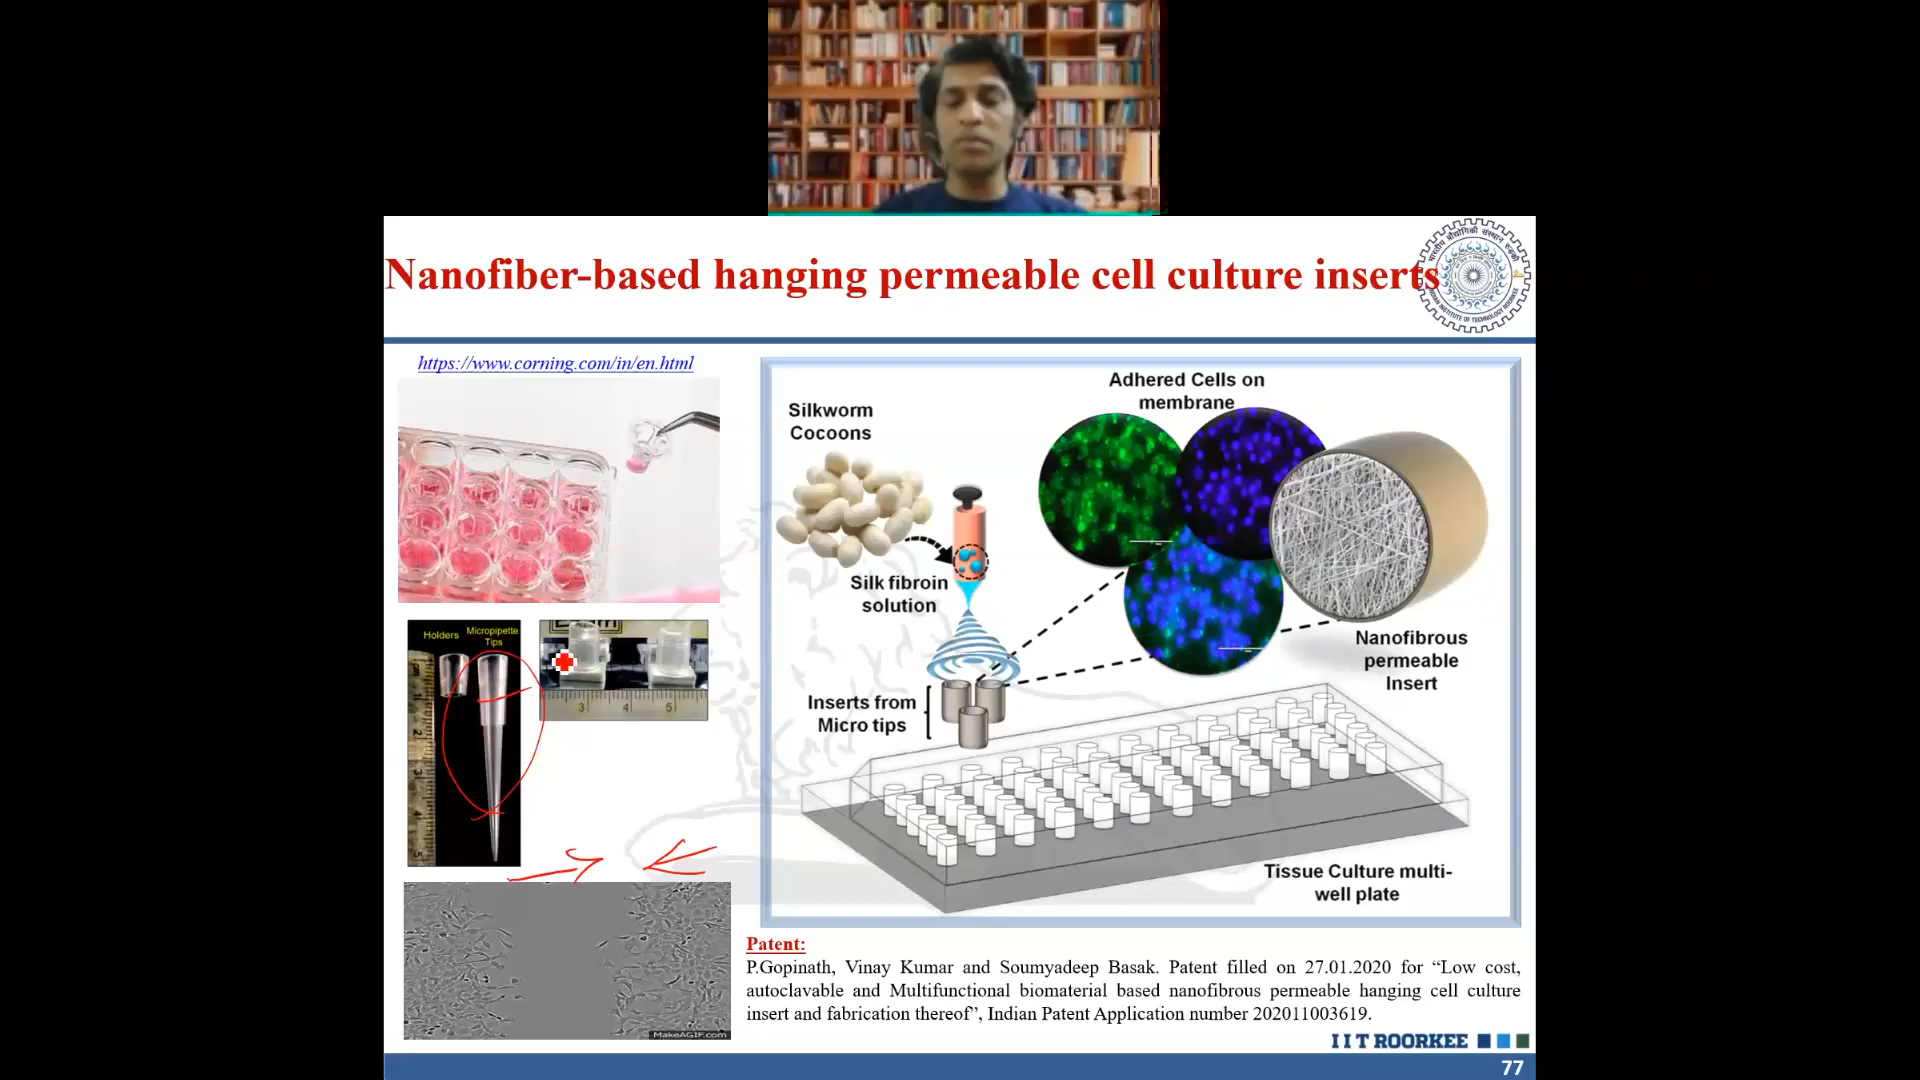 Nanofiber-based hanging permeable cell culture inserts
https://www.corning.com/in/en.html
Holders
Micropipette
Tips
3 4 5
Silkworm
Cocoons
Silk fibroin
solution
Inserts from
Micro tips
Adhered Cells on
membrane
Nanofibrous
permeable
Insert
Tissue Culture multi-
well plate
MakeAGIF.com
Patent:
P.Gopinath, Vinay Kumar and Soumyadeep Basak. Patent filled on 27.01.2020 for “Low cost,
autoclavable and Multifunctional biomaterial based nanofibrous permeable hanging cell culture
insert and fabrication thereof”, Indian Patent Application number 202011003619.
I I T ROORKEE
77